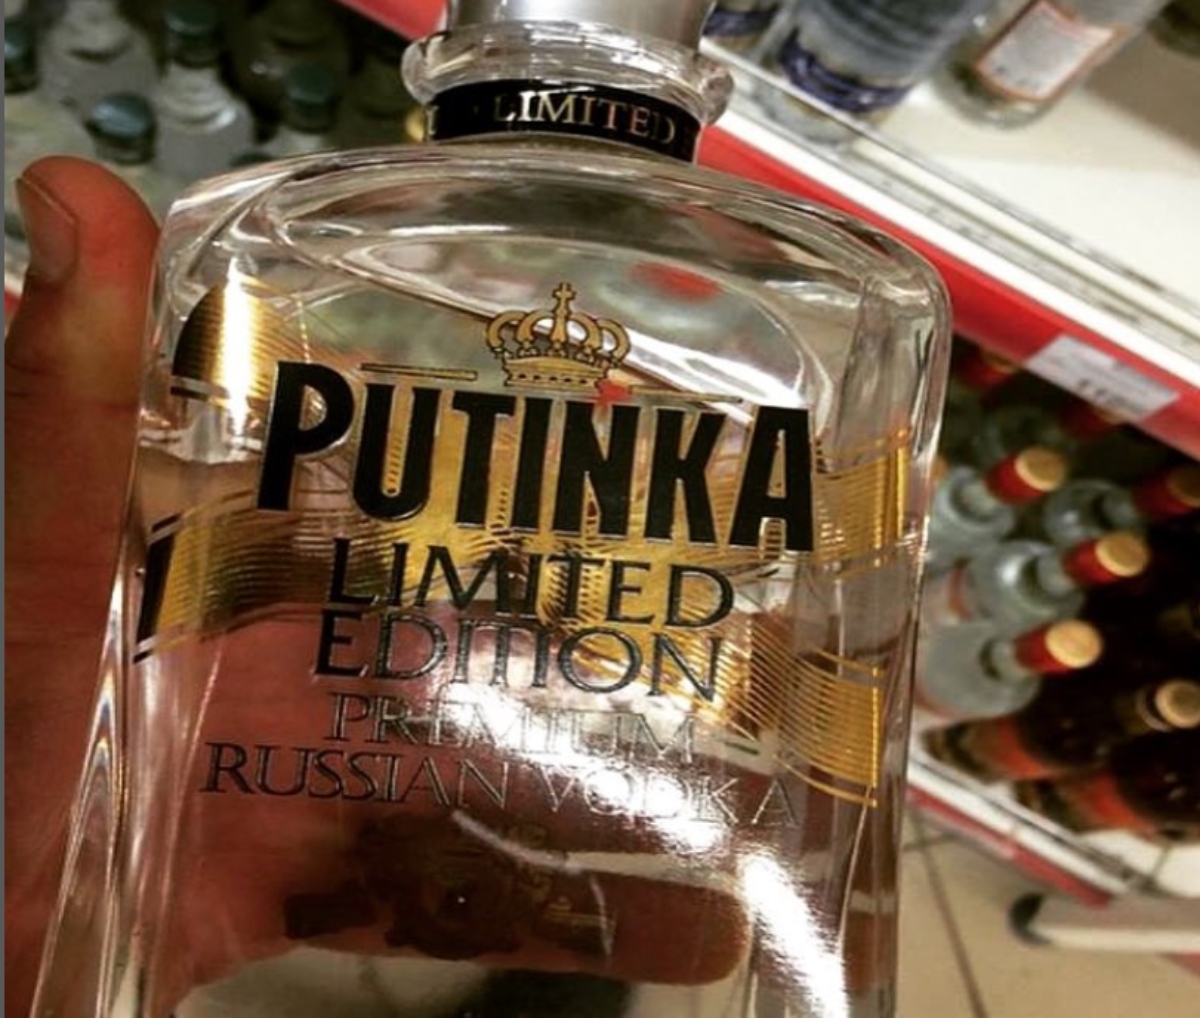 LIMITED
PUTINKA
LIMITED
EDITION
PREMIUM
RUSSIAN VODKA